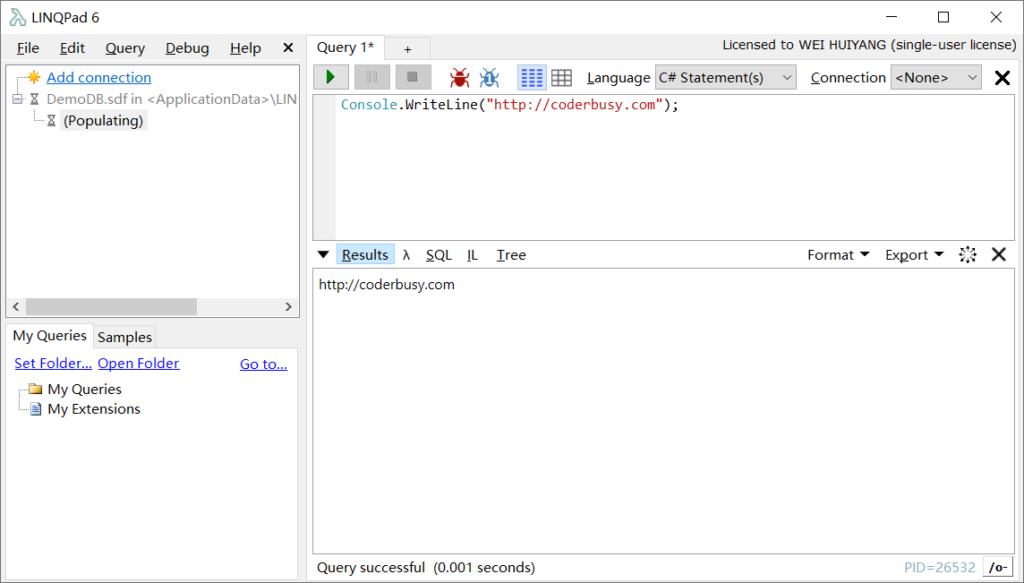 LINQPad 6
File Edit Query Debug Help
Query 1* +
Licensed to WEI HUIYANG (single-user license)
Add connection
DemoDB.sdf in <ApplicationData>\LIN
(Populating)
Language C# Statement(s) Connection <None>
Console.WriteLine("http://coderbusy.com");
Results λ SQL IL Tree Format Export
http://coderbusy.com
My Queries Samples
Set Folder... Open Folder Go to...
My Queries
My Extensions
Query successful (0.001 seconds) PID=26532 /o-